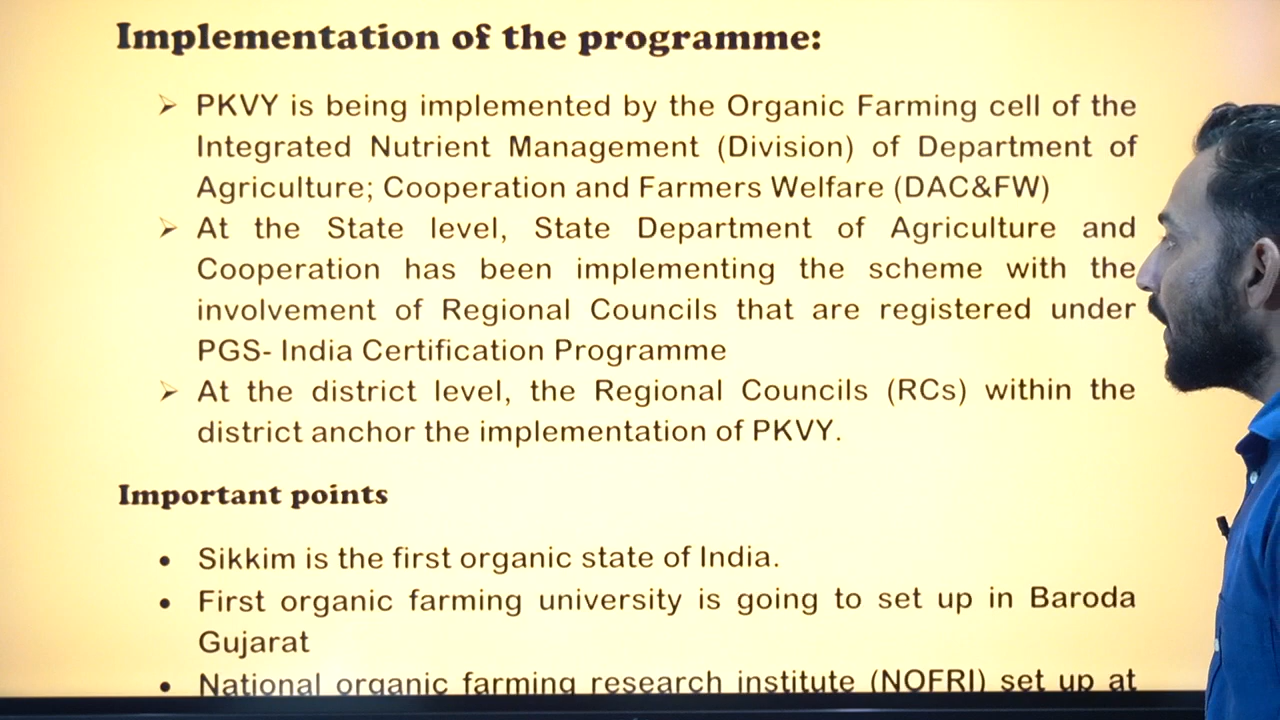 Implementation of the programme:
➢ PKVY is being implemented by the Organic Farming cell of the
Integrated Nutrient Management (Division) of Department of
Agriculture; Cooperation and Farmers Welfare (DAC&FW)
➢ At the State level, State Department of Agriculture and
Cooperation has been implementing the scheme with the
involvement of Regional Councils that are registered under
PGS- India Certification Programme
➢ At the district level, the Regional Councils (RCs) within the
district anchor the implementation of PKVY.
Important points
• Sikkim is the first organic state of India.
• First organic farming university is going to set up in Baroda
Gujarat
• National organic farming research institute (NOFRI) set up at